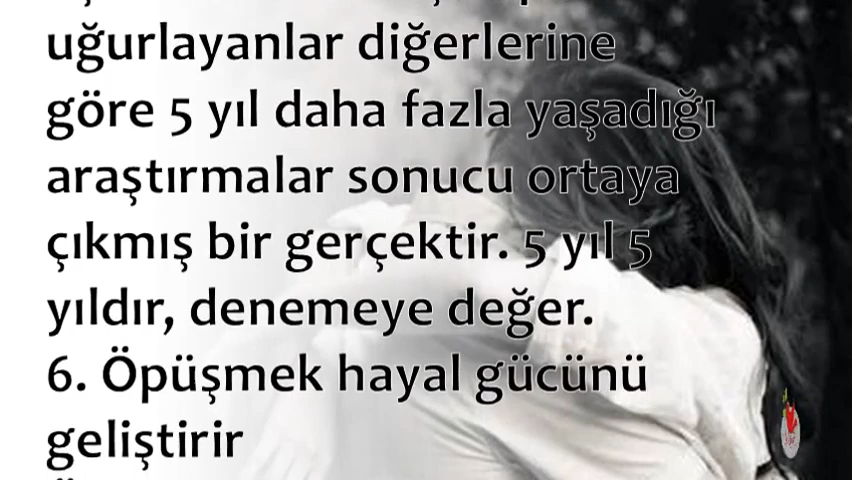 uğurlayanlar diğerlerine
göre 5 yıl daha fazla yaşadığı
araştırmalar sonucu ortaya
çıkmış bir gerçektir. 5 yıl 5
yıldır, denemeye değer.
6. Öpüşmek hayal gücünü
geliştirir